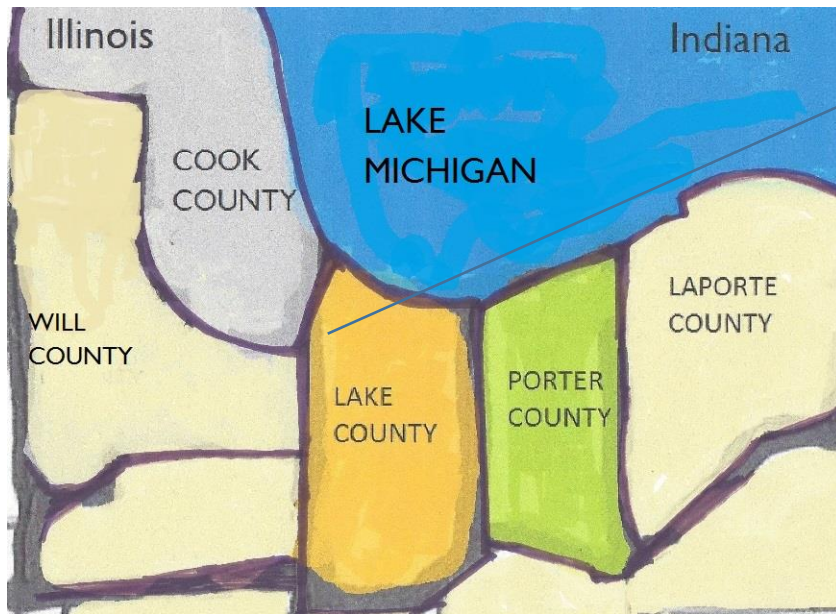 Illinois
Indiana
LAKE
MICHIGAN
COOK
COUNTY
LAPORTE
COUNTY
WILL
COUNTY
PORTER
COUNTY
LAKE
COUNTY